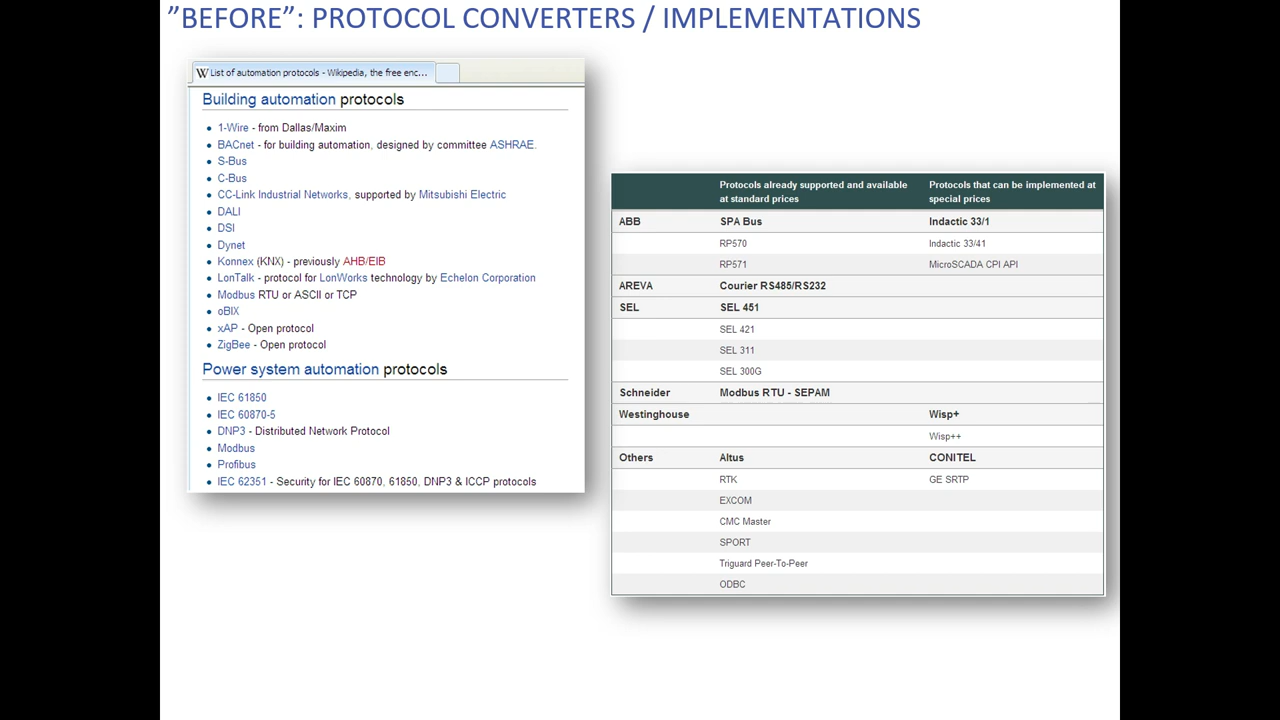 ”BEFORE”: PROTOCOL CONVERTERS / IMPLEMENTATIONS
List of automation protocols - Wikipedia, the free enc...
Building automation protocols
1-Wire - from Dallas/Maxim
BACnet - for building automation, designed by committee ASHRAE.
S-Bus
C-Bus
CC-Link Industrial Networks, supported by Mitsubishi Electric
DALI
DSI
Dynet
Konnex (KNX) - previously AHB/EIB
LonTalk - protocol for LonWorks technology by Echelon Corporation
Modbus RTU or ASCII or TCP
oBIX
xAP - Open protocol
ZigBee - Open protocol
Power system automation protocols
IEC 61850
IEC 60870-5
DNP3 - Distributed Network Protocol
Modbus
Profibus
IEC 62351 - Security for IEC 60870, 61850, DNP3 & ICCP protocols
Protocols already supported and available at standard prices
Protocols that can be implemented at special prices
ABB SPA Bus Indactic 33/1
RP570 Indactic 33/41
RP571 MicroSCADA CPI API
AREVA Courier RS485/RS232
SEL SEL 451
SEL 421
SEL 311
SEL 300G
Schneider Modbus RTU - SEPAM
Westinghouse Wisp+
Wisp++
Others Altus CONITEL
RTK GE SRTP
EXCOM
CMC Master
SPORT
Triguard Peer-To-Peer
ODBC